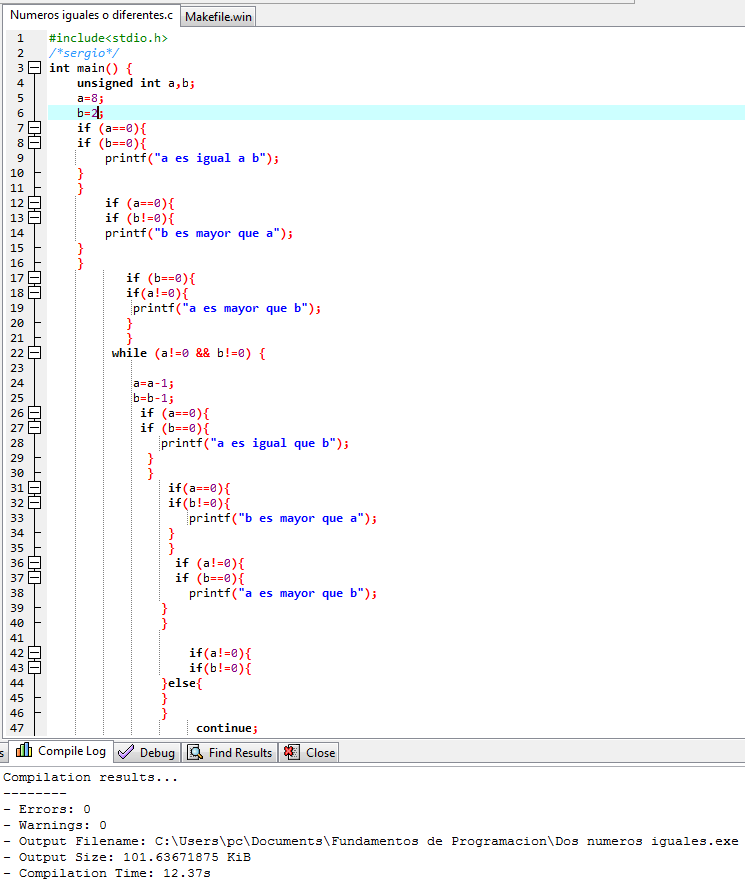 Numeros iguales o diferentes.c Makefile.win
1 #include<stdio.h>
2 /*sergio*/
3 int main() {
4 unsigned int a,b;
5 a=8;
6 b=2;
7 if (a==0){
8 if (b==0){
9 printf("a es igual a b");
10 }
11 }
12 if (a==0){
13 if (b!=0){
14 printf("b es mayor que a");
15 }
16 }
17 if (b==0){
18 if(a!=0){
19 printf("a es mayor que b");
20 }
21 }
22 while (a!=0 && b!=0) {
23
24 a=a-1;
25 b=b-1;
26 if (a==0){
27 if (b==0){
28 printf("a es igual que b");
29 }
30 }
31 if(a==0){
32 if(b!=0){
33 printf("b es mayor que a");
34 }
35 }
36 if (a!=0){
37 if (b==0){
38 printf("a es mayor que b");
39 }
40 }
41
42 if(a!=0){
43 if(b!=0){
44 }else{
45 }
46 }
47 continue;
s Compile Log Debug Find Results Close
Compilation results...
--------
- Errors: 0
- Warnings: 0
- Output Filename: C:\Users\pc\Documents\Fundamentos de Programacion\Dos numeros iguales.exe
- Output Size: 101.63671875 KiB
- Compilation Time: 12.37s